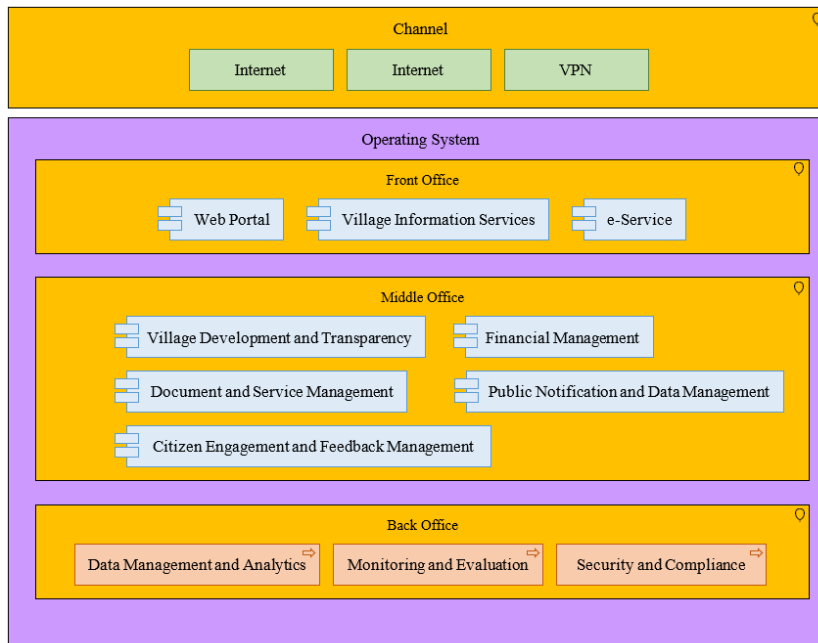 Channel
Internet
Internet
VPN
Operating System
Front Office
Web Portal
Village Information Services
e-Service
Middle Office
Village Development and Transparency
Financial Management
Document and Service Management
Public Notification and Data Management
Citizen Engagement and Feedback Management
Back Office
Data Management and Analytics
Monitoring and Evaluation
Security and Compliance